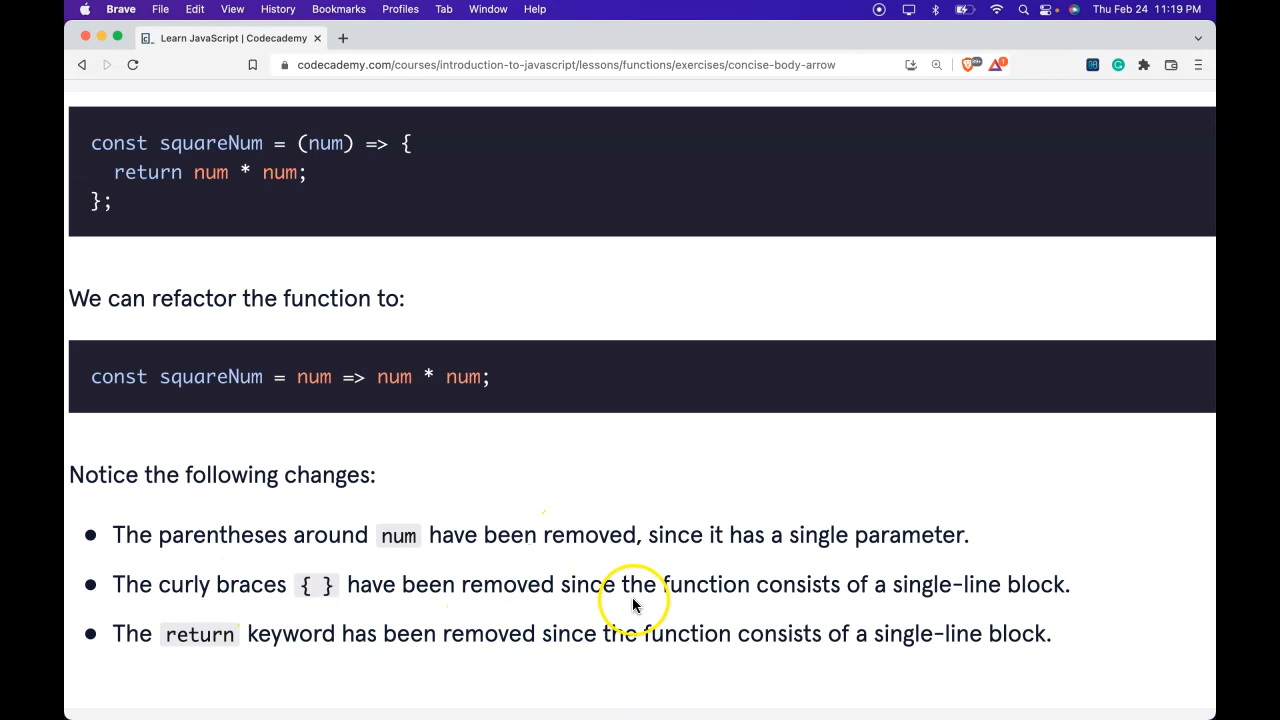 Brave File Edit View History Bookmarks Profiles Tab Window Help Thu Feb 24 11:19 PM
Learn JavaScript | Codecademy
codecademy.com/courses/introduction-to-javascript/lessons/functions/exercises/concise-body-arrow
const squareNum = (num) => {
return num * num;
};
We can refactor the function to:
const squareNum = num => num * num;
Notice the following changes:
● The parentheses around num have been removed, since it has a single parameter.
● The curly braces { } have been removed since the function consists of a single-line block.
● The return keyword has been removed since the function consists of a single-line block.